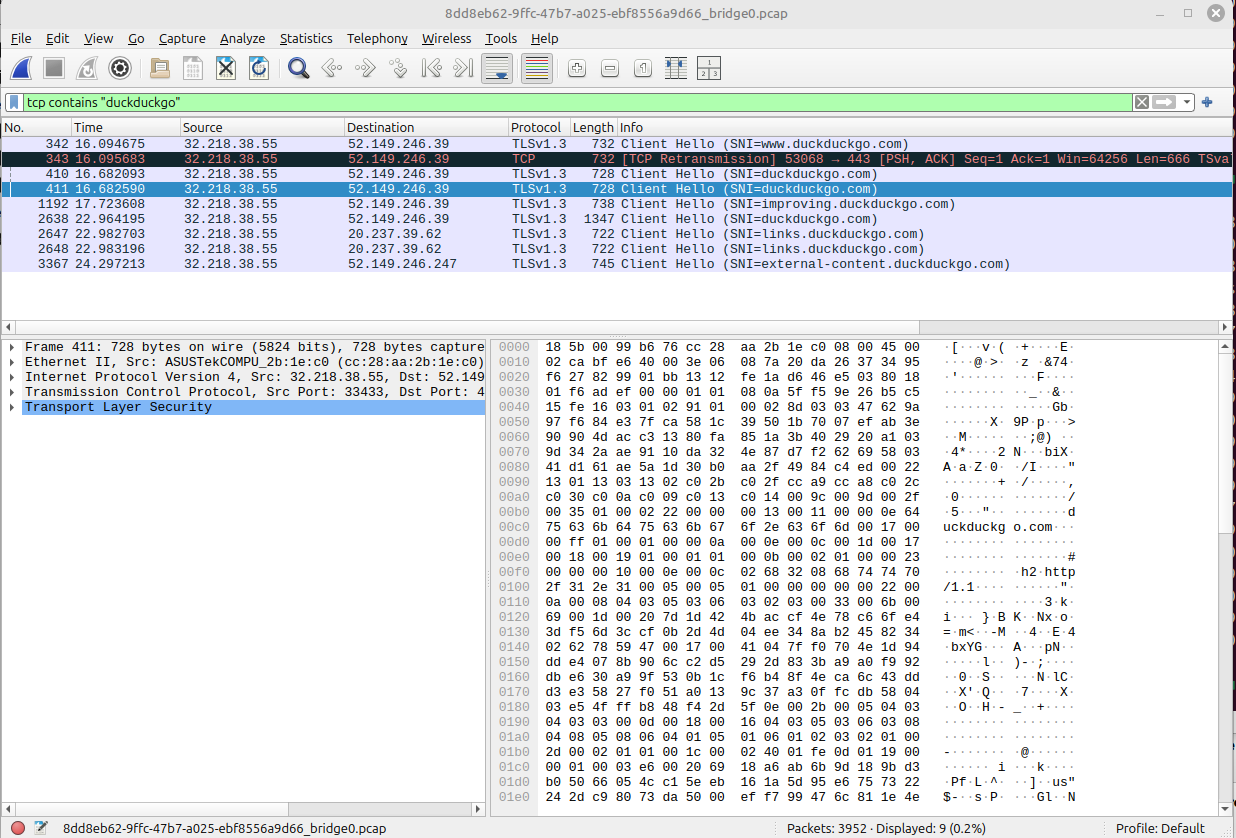 8dd8eb62-9ffc-47b7-a025-ebf8556a9d66_bridge0.pcap
File Edit View Go Capture Analyze Statistics Telephony Wireless Tools Help
tcp contains "duckduckgo"
No. Time Source Destination Protocol Length Info
342 16.094675 32.218.38.55 52.149.246.39 TLSv1.3 732 Client Hello (SNI=www.duckduckgo.com)
343 16.095683 32.218.38.55 52.149.246.39 TCP 732 [TCP Retransmission] 53068 → 443 [PSH, ACK] Seq=1 Ack=1 Win=64256 Len=666 TSva
410 16.682093 32.218.38.55 52.149.246.39 TLSv1.3 728 Client Hello (SNI=duckduckgo.com)
411 16.682590 32.218.38.55 52.149.246.39 TLSv1.3 728 Client Hello (SNI=duckduckgo.com)
1192 17.723608 32.218.38.55 52.149.246.39 TLSv1.3 738 Client Hello (SNI=improving.duckduckgo.com)
2638 22.964195 32.218.38.55 52.149.246.39 TLSv1.3 1347 Client Hello (SNI=duckduckgo.com)
2647 22.982703 32.218.38.55 20.237.39.62 TLSv1.3 722 Client Hello (SNI=links.duckduckgo.com)
2648 22.983196 32.218.38.55 20.237.39.62 TLSv1.3 722 Client Hello (SNI=links.duckduckgo.com)
3367 24.297213 32.218.38.55 52.149.246.247 TLSv1.3 745 Client Hello (SNI=external-content.duckduckgo.com)
Frame 411: 728 bytes on wire (5824 bits), 728 bytes capture
Ethernet II, Src: ASUSTekCOMPU_2b:1e:c0 (cc:28:aa:2b:1e:c0)
Internet Protocol Version 4, Src: 32.218.38.55, Dst: 52.149
Transmission Control Protocol, Src Port: 33433, Dst Port: 4
Transport Layer Security
0000 18 5b 00 99 b6 76 cc 28 aa 2b 1e c0 08 00 45 00 ·[···v·( ·+····E·
0010 02 ca bf e6 40 00 3e 06 08 7a 20 da 26 37 34 95 ····@·>· ·z ·&74·
0020 f6 27 82 99 01 bb 13 12 fe 1a d6 46 e5 03 80 18 ·'······ ···F····
0030 01 f6 ad ef 00 00 01 01 08 0a 5f f5 9e 26 b5 c5 ········ ··_··&··
0040 15 fe 16 03 01 02 91 01 00 02 8d 03 03 47 62 9a ········ ·····Gb·
0050 97 f6 84 e3 7f ca 58 1c 39 50 1b 70 07 ef ab 3e ······X· 9P·p···>
0060 90 90 4d ac c3 13 80 fa 85 1a 3b 40 29 20 a1 03 ··M····· ··;@) ··
0070 9d 34 2a ae 91 10 da 32 4e 87 d7 f2 62 69 58 03 ·4*····2 N···biX·
0080 41 d1 61 ae 5a 1d 30 b0 aa 2f 49 84 c4 ed 00 22 A·a·Z·0· ·/I····"
0090 13 01 13 03 13 02 c0 2b c0 2f cc a9 cc a8 c0 2c ·······+ ·/·····,
00a0 c0 30 c0 0a c0 09 c0 13 c0 14 00 9c 00 9d 00 2f ·0······ ·······/
00b0 00 35 01 00 02 22 00 00 00 13 00 11 00 00 0e 64 ·5···"·· ·······d
00c0 75 63 6b 64 75 63 6b 67 6f 2e 63 6f 6d 00 17 00 uckduckg o.com···
00d0 00 ff 01 00 01 00 00 0a 00 0e 00 0c 00 1d 00 17 ········ ········
00e0 00 18 00 19 01 00 01 01 00 0b 00 02 01 00 00 23 ········ ·······#
00f0 00 00 00 10 00 0e 00 0c 02 68 32 08 68 74 74 70 ········ ·h2·http
0100 2f 31 2e 31 00 05 00 05 01 00 00 00 00 00 22 00 /1.1···· ······"·
0110 0a 00 08 04 03 05 03 06 03 02 03 00 33 00 6b 00 ········ ····3·k·
0120 69 00 1d 00 20 7d 1d 42 4b ac cf 4e 78 c6 6f e4 i··· }·B K··Nx·o·
0130 3d f5 6d 3c cf 0b 2d 4d 04 ee 34 8a b2 45 82 34 =·m<··-M ··4··E·4
0140 02 62 78 59 47 00 17 00 41 04 7f f0 70 4e 1d 94 ·bxYG··· A···pN··
0150 dd e4 07 8b 90 6c c2 d5 29 2d 83 3b a9 a0 f9 92 ·····l·· )-·;····
0160 db e6 30 a9 9f 53 0b 1c f6 b4 8f 4e ca 6c 43 dd ··0··S·· ···N·lC·
0170 d3 e3 58 27 f0 51 a0 13 9c 37 a3 0f fc db 58 04 ··X'·Q·· ·7····X·
0180 03 e5 4f ff b8 48 f4 2d 5f 0e 00 2b 00 05 04 03 ··O··H·- _··+····
0190 04 03 03 00 0d 00 18 00 16 04 03 05 03 06 03 08 ········ ········
01a0 04 08 05 08 06 04 01 05 01 06 01 02 03 02 01 00 ········ ········
01b0 2d 00 02 01 01 00 1c 00 02 40 01 fe 0d 01 19 00 -······· ·@······
01c0 00 01 00 03 e6 00 20 69 18 a6 ab 6b 9d 18 9b d3 ······ i ···k····
01d0 b0 50 66 05 4c c1 5e eb 16 1a 5d 95 e6 75 73 22 ·Pf·L·^· ··]··us"
01e0 24 2d c9 80 73 da 50 00 ef f7 99 47 6c 81 1e 4e $-··s·P· ···Gl··N
8dd8eb62-9ffc-47b7-a025-ebf8556a9d66_bridge0.pcap Packets: 3952 · Displayed: 9 (0.2%) Profile: Default